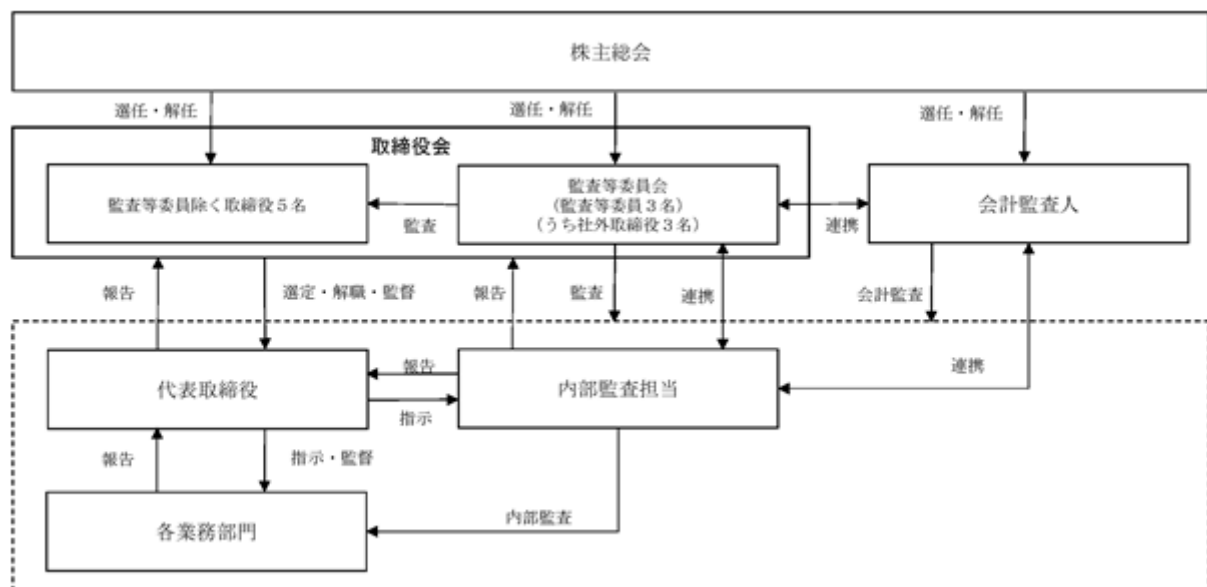 株主総会
選任・解任
選任・解任
選任・解任
取締役会
監査等委員除く取締役５名
監査
監査等委員会
（監査等委員３名）
（うち社外取締役３名）
連携
会計監査人
報告
選定・解職・監督
報告
監査
連携
会計監査
代表取締役
報告
指示
内部監査担当
連携
報告
指示・監督
各業務部門
内部監査